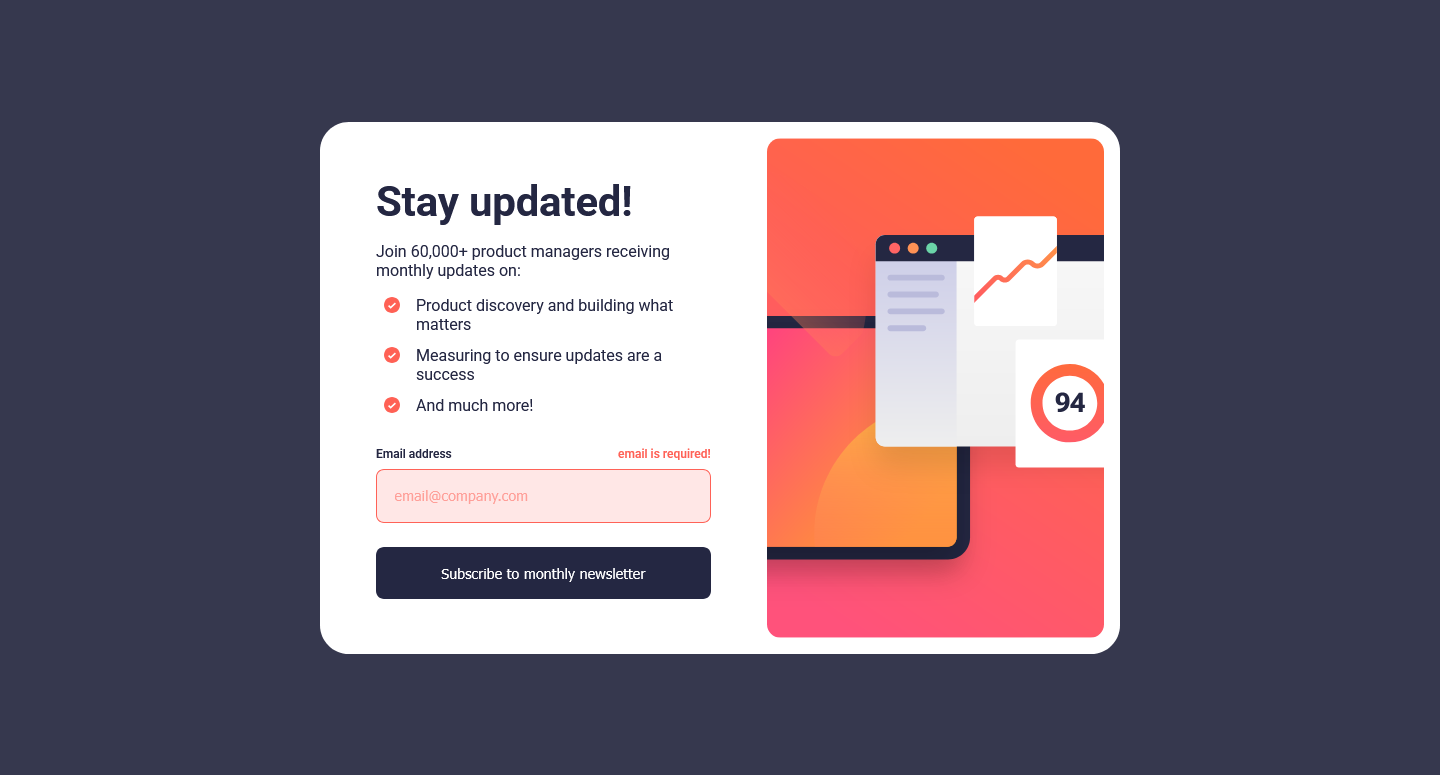 Stay updated!
Join 60,000+ product managers receiving
monthly updates on:
Product discovery and building what
matters
Measuring to ensure updates are a
success
And much more!
Email address
email is required!
email@company.com
Subscribe to monthly newsletter
94